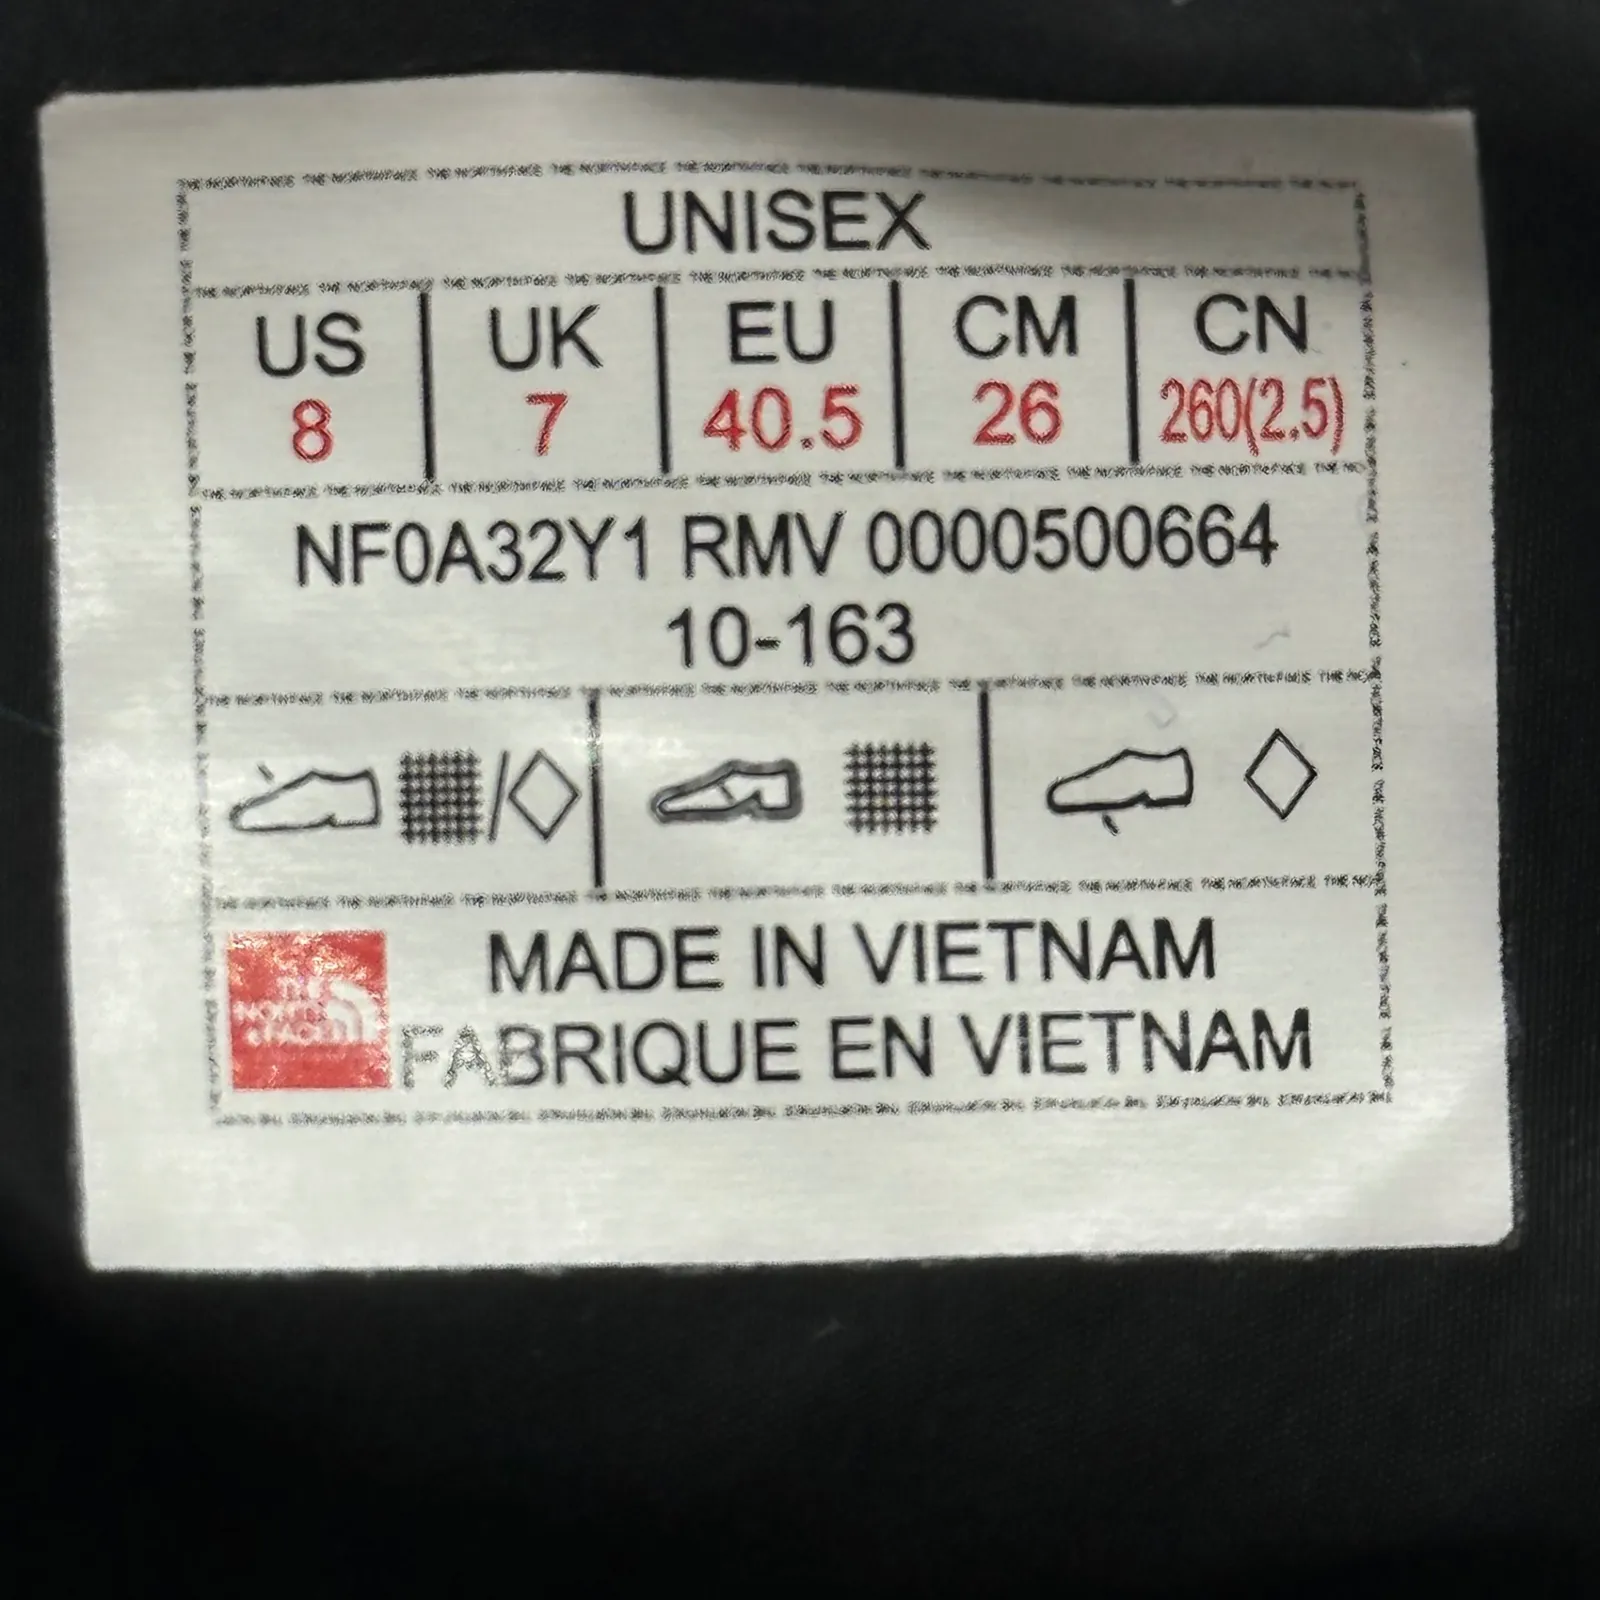 UNISEX
US UK EU CM CN
8 7 40.5 26 260(2.5)
NF0A32Y1 RMV 0000500664
10-163
MADE IN VIETNAM
FABRIQUE EN VIETNAM